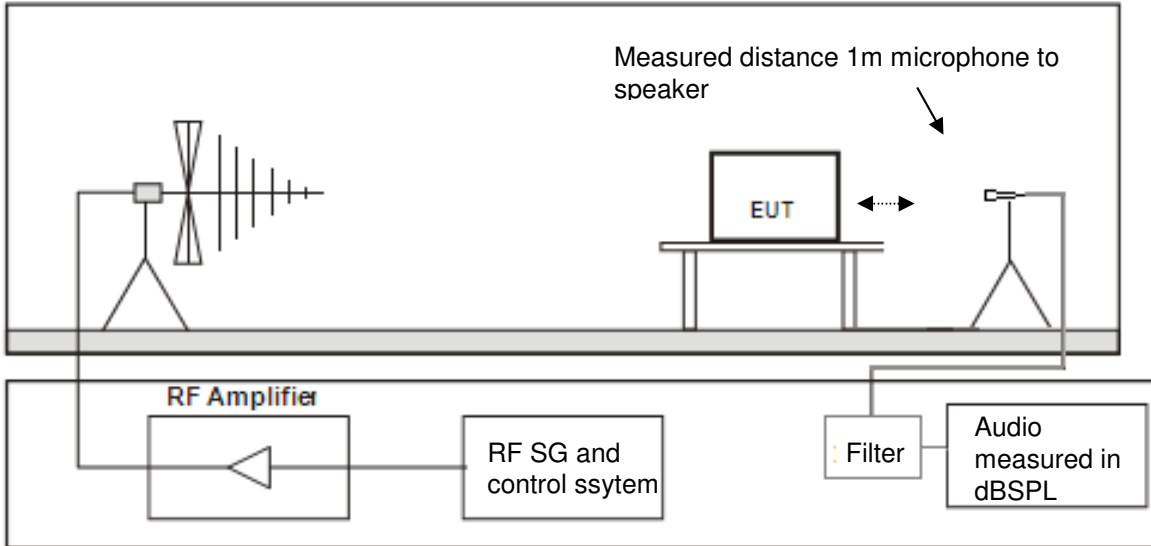 Measured distance 1m microphone to
speaker
EUT
RF Amplifier
RF SG and
control ssytem
Filter
Audio
measured in
dBSPL